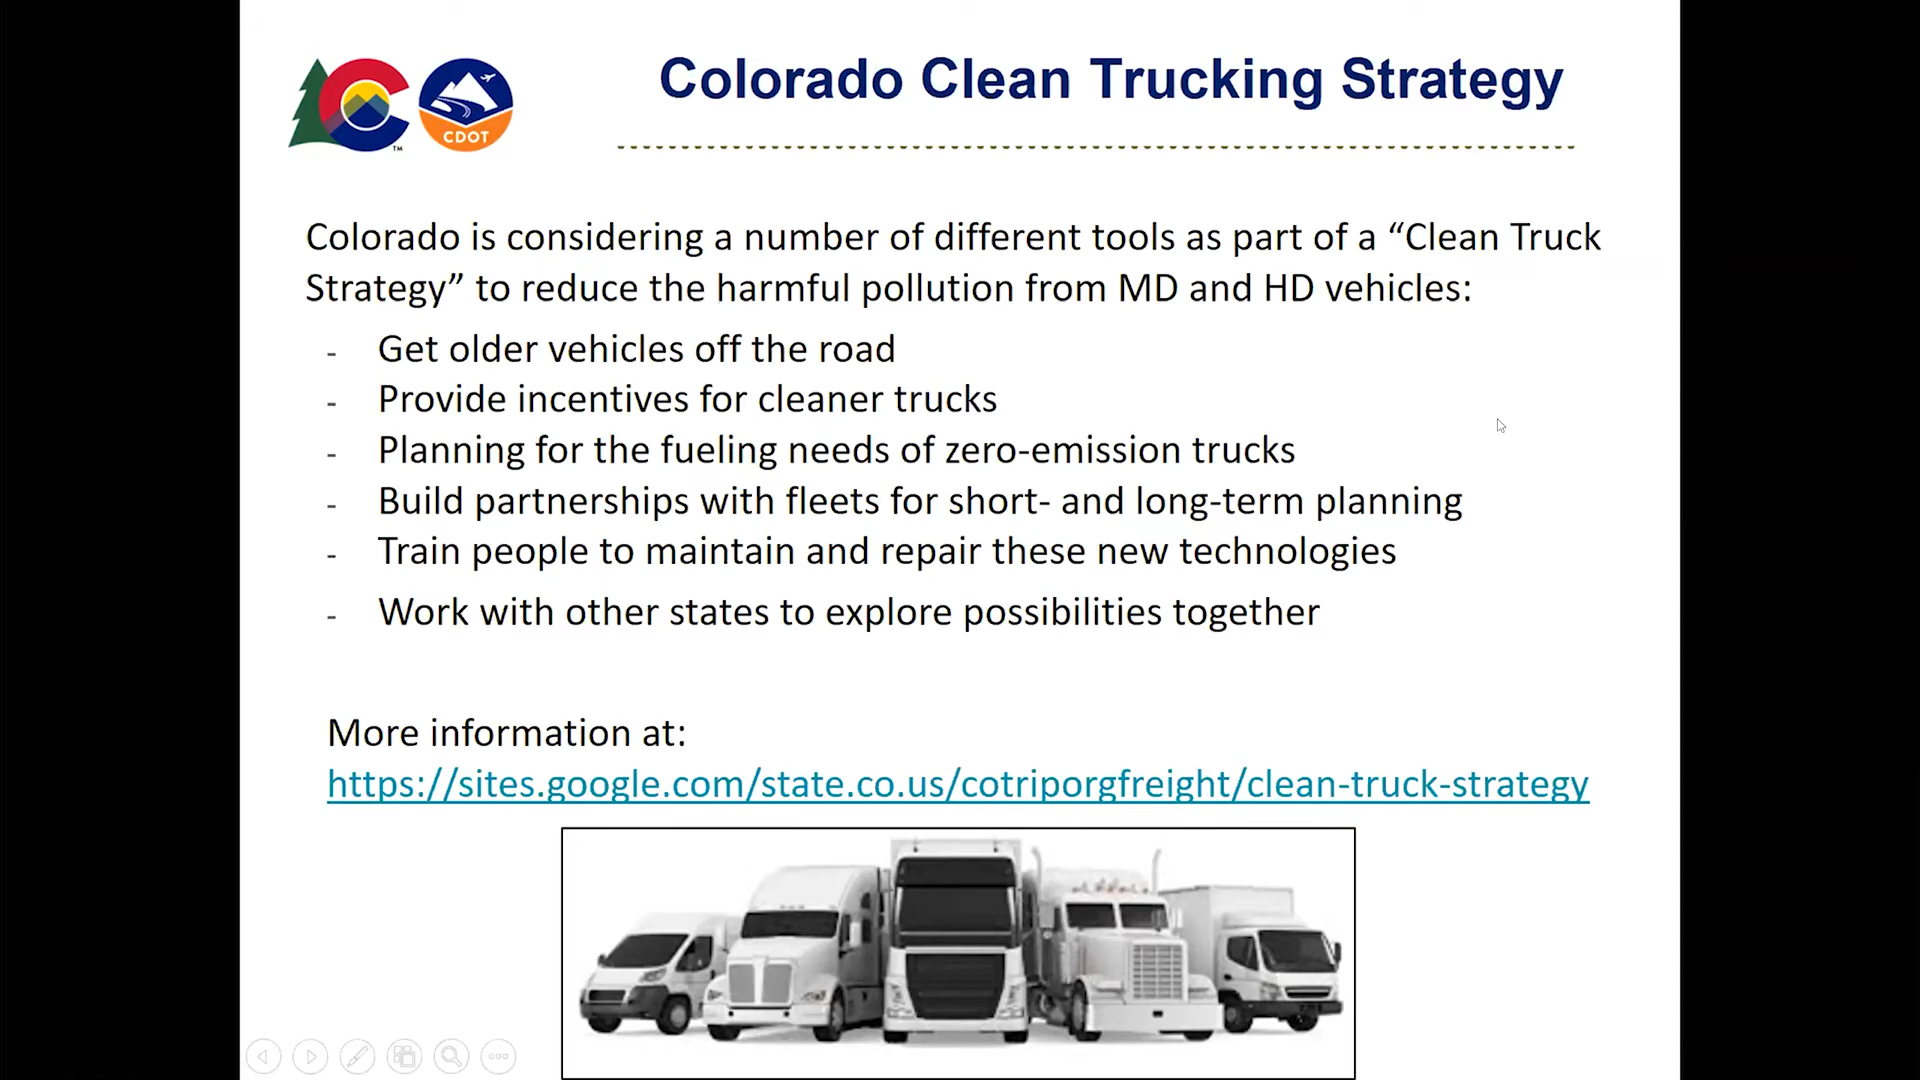 Colorado Clean Trucking Strategy
TM
CDOT
Colorado is considering a number of different tools as part of a “Clean Truck
Strategy” to reduce the harmful pollution from MD and HD vehicles:
- Get older vehicles off the road
- Provide incentives for cleaner trucks
- Planning for the fueling needs of zero-emission trucks
- Build partnerships with fleets for short- and long-term planning
- Train people to maintain and repair these new technologies
- Work with other states to explore possibilities together
More information at:
https://sites.google.com/state.co.us/cotriporgfreight/clean-truck-strategy